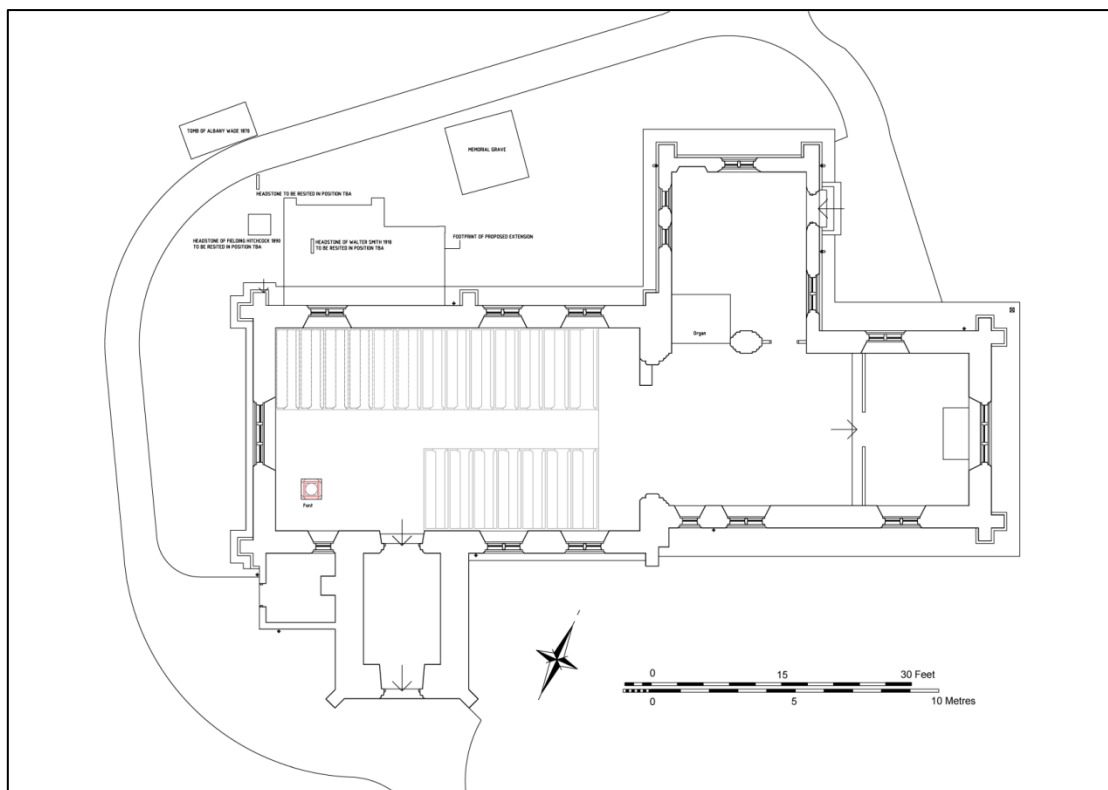 TOMB OF ALBANY WADE 1870
MEMORIAL GRAVE
HEADSTONE TO BE RESITED IN POSITION TBA
HEADSTONE OF FIELDING HITCHCOCK 1890
TO BE RESITED IN POSITION TBA
HEADSTONE OF WALTER SMITH 1918
TO BE RESITED IN POSITION TBA
FOOTPRINT OF PROPOSED EXTENSION
Organ
Font
0 15 30 Feet
0 5 10 Metres